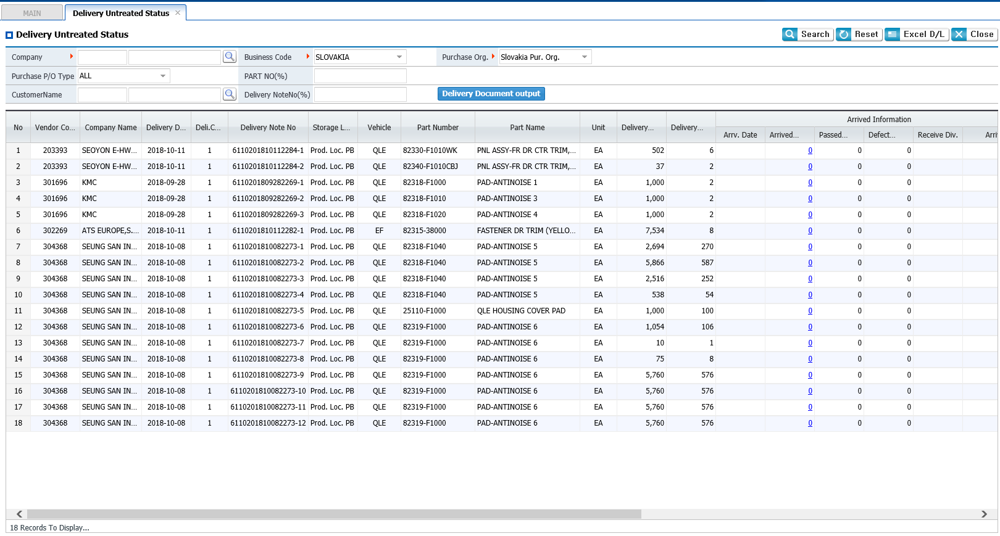 MAIN Delivery Untreated Status ×
Delivery Untreated Status Search Reset Excel D/L Close
Company Business Code SLOVAKIA Purchase Org. Slovakia Pur. Org.
Purchase P/O Type ALL PART NO(%)
CustomerName Delivery NoteNo(%) Delivery Document output
Arrived Information
No Vendor Co... Company Name Delivery D... Deli.C... Delivery Note No Storage L... Vehicle Part Number Part Name Unit Delivery... Delivery...
Arrv. Date Arrived... Passed... Defect... Receive Div. Arri
1 203393 SEOYON E-HW... 2018-10-11 1 6110201810112284-1 Prod. Loc. PB QLE 82330-F1010WK PNL ASSY-FR DR CTR TRIM,... EA 502 6 0 0 0
2 203393 SEOYON E-HW... 2018-10-11 1 6110201810112284-2 Prod. Loc. PB QLE 82340-F1010CBJ PNL ASSY-FR DR CTR TRIM,... EA 37 2 0 0 0
3 301696 KMC 2018-09-28 1 6110201809282269-1 Prod. Loc. PB QLE 82318-F1000 PAD-ANTINOISE 1 EA 1,000 2 0 0 0
4 301696 KMC 2018-09-28 1 6110201809282269-2 Prod. Loc. PB QLE 82318-F1010 PAD-ANTINOISE 3 EA 1,000 2 0 0 0
5 301696 KMC 2018-09-28 1 6110201809282269-3 Prod. Loc. PB QLE 82318-F1020 PAD-ANTINOISE 4 EA 1,000 2 0 0 0
6 302269 ATS EUROPE,S.... 2018-10-11 1 6110201810112282-1 Prod. Loc. PB EF 82315-38000 FASTENER DR TRIM (YELLO... EA 7,534 8 0 0 0
7 304368 SEUNG SAN IN... 2018-10-08 1 6110201810082273-1 Prod. Loc. PB QLE 82318-F1040 PAD-ANTINOISE 5 EA 2,694 270 0 0 0
8 304368 SEUNG SAN IN... 2018-10-08 1 6110201810082273-2 Prod. Loc. PB QLE 82318-F1040 PAD-ANTINOISE 5 EA 5,866 587 0 0 0
9 304368 SEUNG SAN IN... 2018-10-08 1 6110201810082273-3 Prod. Loc. PB QLE 82318-F1040 PAD-ANTINOISE 5 EA 2,516 252 0 0 0
10 304368 SEUNG SAN IN... 2018-10-08 1 6110201810082273-4 Prod. Loc. PB QLE 82318-F1040 PAD-ANTINOISE 5 EA 538 54 0 0 0
11 304368 SEUNG SAN IN... 2018-10-08 1 6110201810082273-5 Prod. Loc. PB QLE 25110-F1000 QLE HOUSING COVER PAD EA 1,000 100 0 0 0
12 304368 SEUNG SAN IN... 2018-10-08 1 6110201810082273-6 Prod. Loc. PB QLE 82319-F1000 PAD-ANTINOISE 6 EA 1,054 106 0 0 0
13 304368 SEUNG SAN IN... 2018-10-08 1 6110201810082273-7 Prod. Loc. PB QLE 82319-F1000 PAD-ANTINOISE 6 EA 10 1 0 0 0
14 304368 SEUNG SAN IN... 2018-10-08 1 6110201810082273-8 Prod. Loc. PB QLE 82319-F1000 PAD-ANTINOISE 6 EA 75 8 0 0 0
15 304368 SEUNG SAN IN... 2018-10-08 1 6110201810082273-9 Prod. Loc. PB QLE 82319-F1000 PAD-ANTINOISE 6 EA 5,760 576 0 0 0
16 304368 SEUNG SAN IN... 2018-10-08 1 6110201810082273-10 Prod. Loc. PB QLE 82319-F1000 PAD-ANTINOISE 6 EA 5,760 576 0 0 0
17 304368 SEUNG SAN IN... 2018-10-08 1 6110201810082273-11 Prod. Loc. PB QLE 82319-F1000 PAD-ANTINOISE 6 EA 5,760 576 0 0 0
18 304368 SEUNG SAN IN... 2018-10-08 1 6110201810082273-12 Prod. Loc. PB QLE 82319-F1000 PAD-ANTINOISE 6 EA 5,760 576 0 0 0
18 Records To Display...